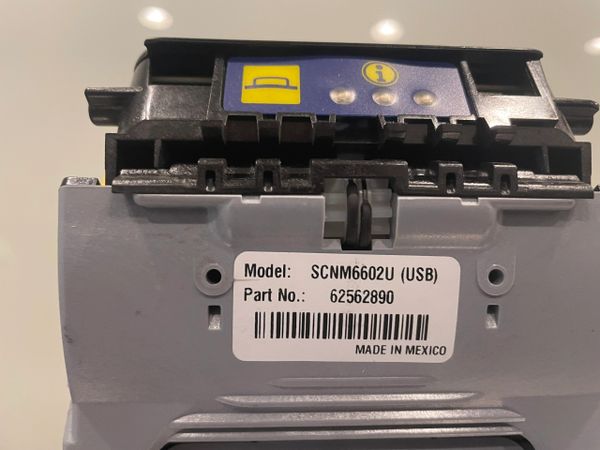 Model: SCNM6602U (USB)
Part No.: 62562890
MADE IN MEXICO